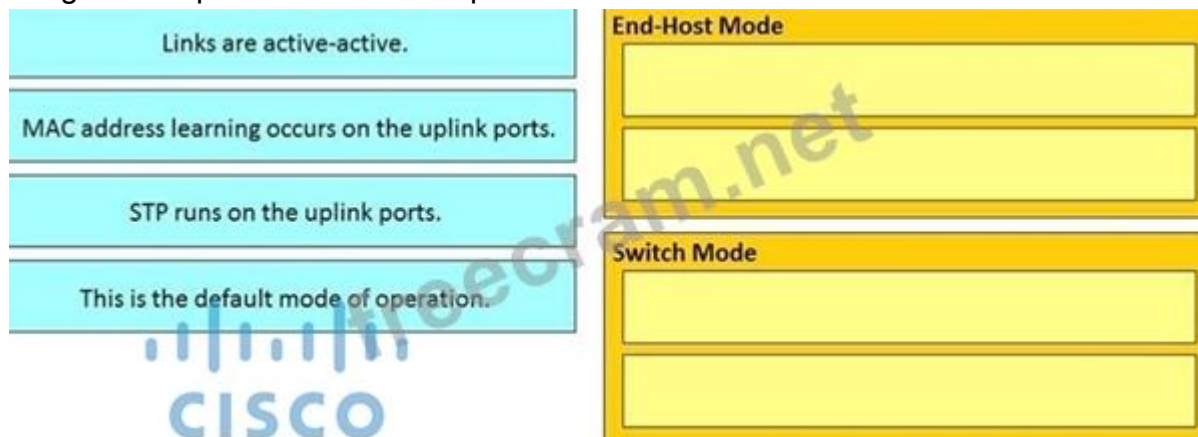 Links are active-active.
MAC address learning occurs on the uplink ports.
STP runs on the uplink ports.
This is the default mode of operation.
End-Host Mode
Switch Mode
freecram.net
CISCO